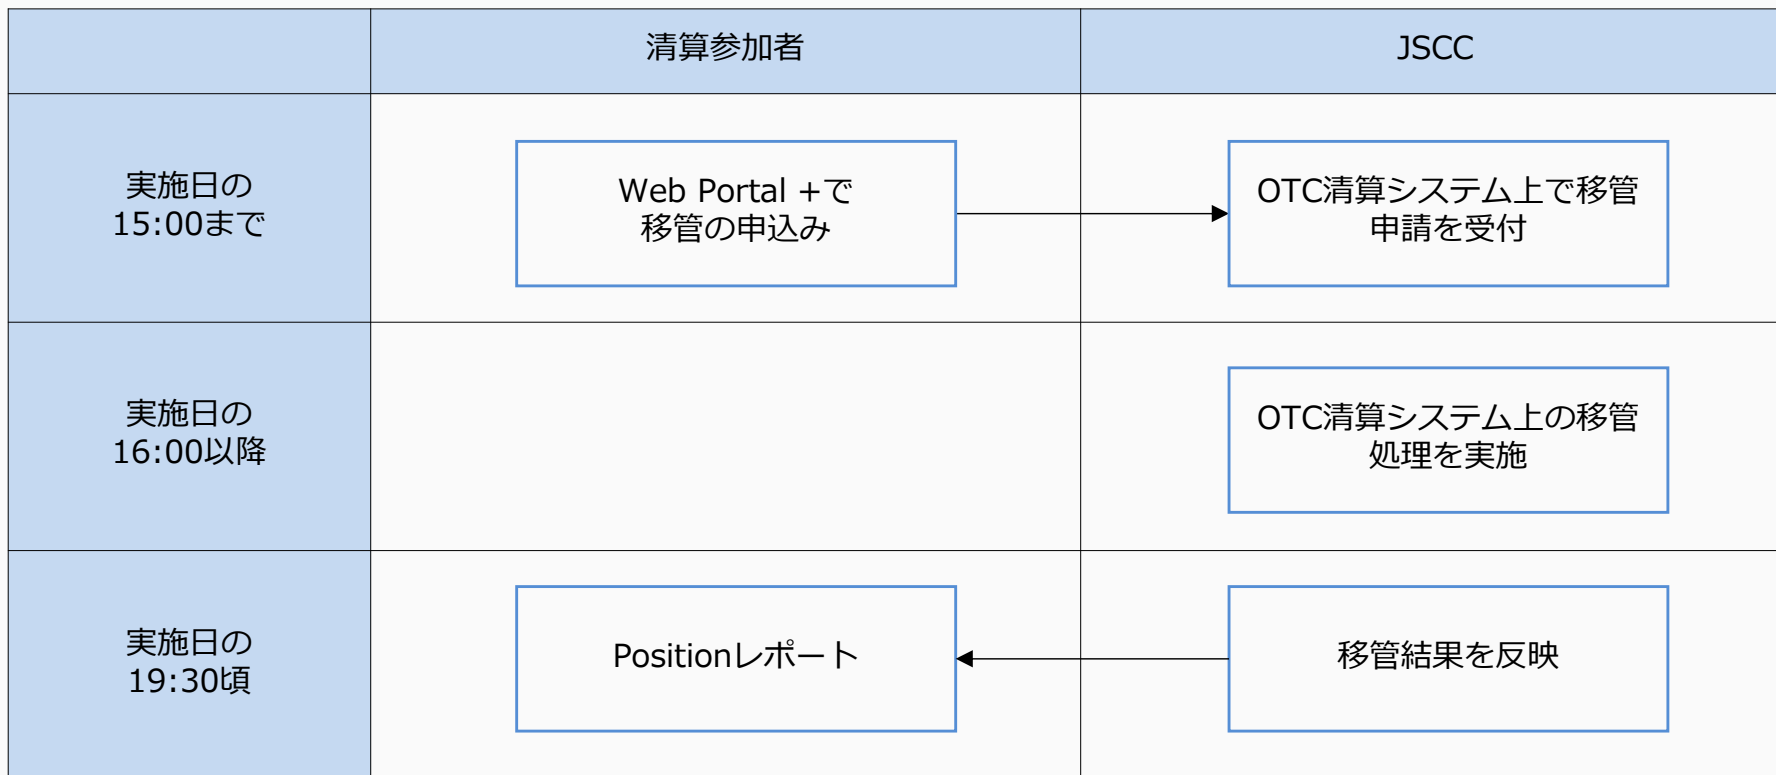 清算参加者
JSCC
実施日の
15:00まで
Web Portal +で
移管の申込み
OTC清算システム上で移管
申請を受付
実施日の
16:00以降
OTC清算システム上の移管
処理を実施
実施日の
19:30頃
Positionレポート
移管結果を反映